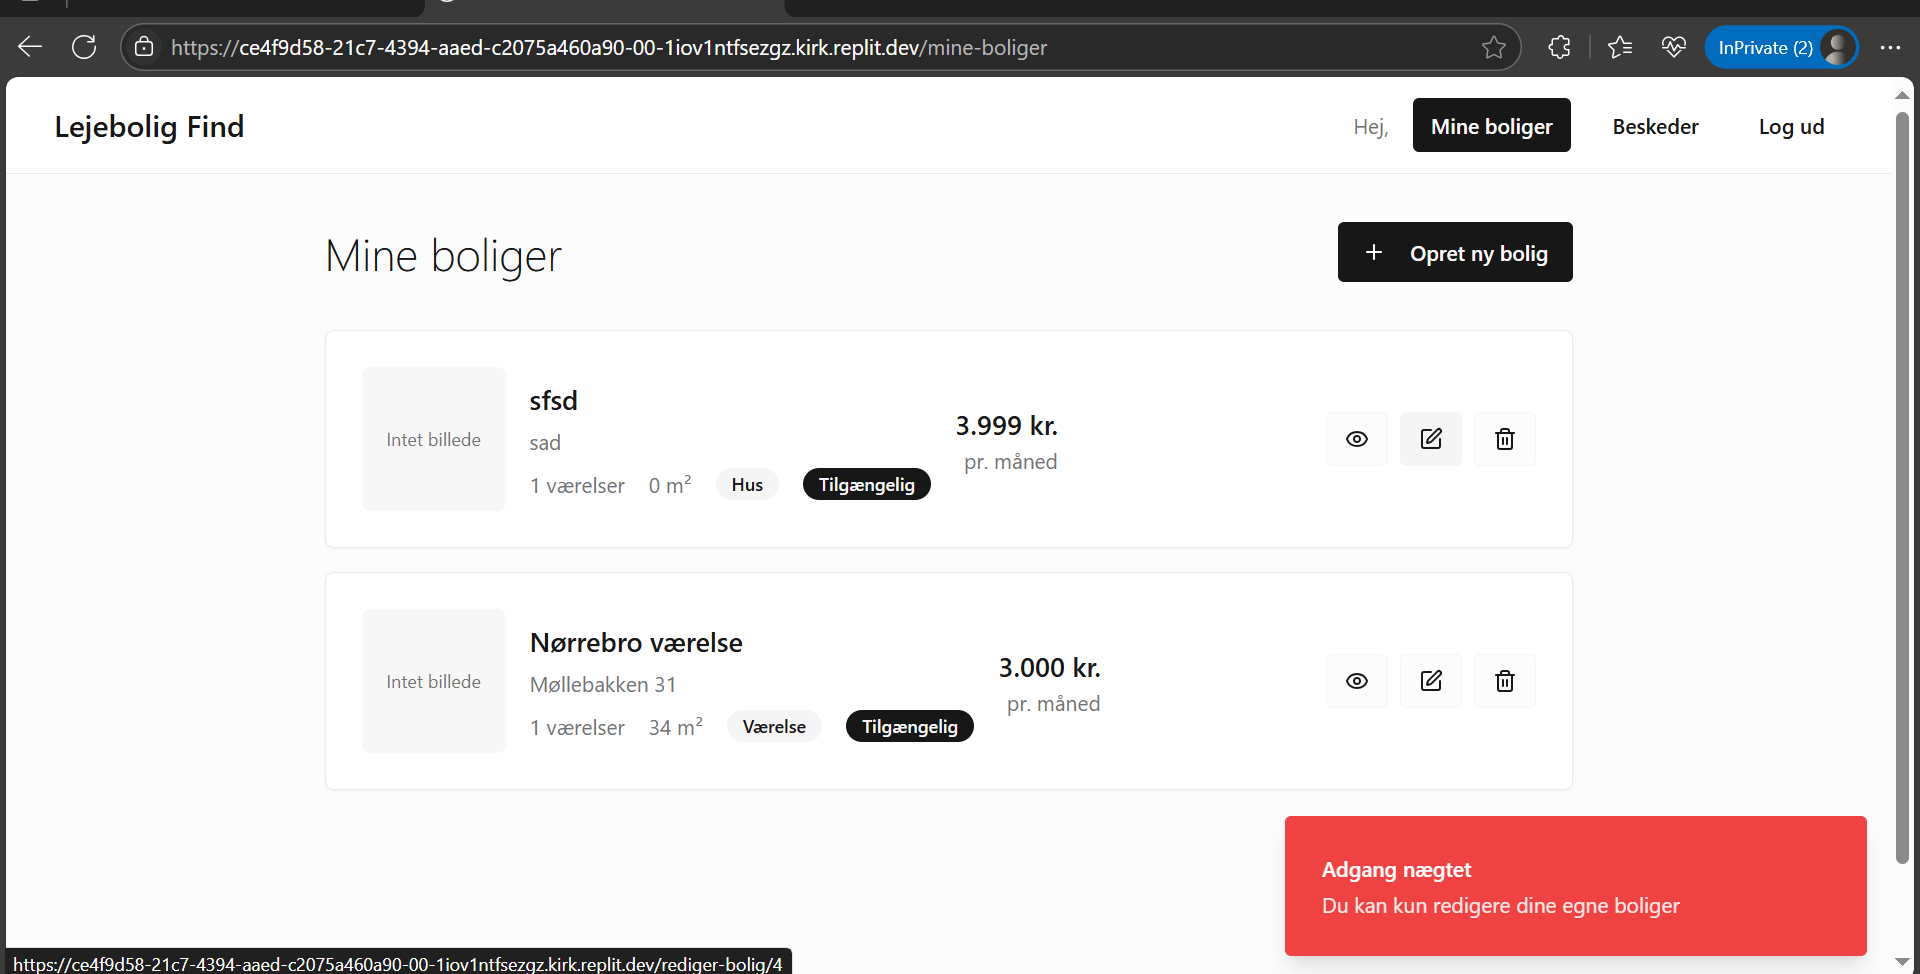 https://ce4f9d58-21c7-4394-aaed-c2075a460a90-00-1iov1ntfsezgz.kirk.replit.dev/mine-boliger
InPrivate (2)
Lejebolig Find
Hej,
Mine boliger
Beskeder
Log ud
Mine boliger
+ Opret ny bolig
Intet billede
sfsd
sad
1 værelser 0 m² Hus Tilgængelig
3.999 kr.
pr. måned
Intet billede
Nørrebro værelse
Møllebakken 31
1 værelser 34 m² Værelse Tilgængelig
3.000 kr.
pr. måned
Adgang nægtet
Du kan kun redigere dine egne boliger
https://ce4f9d58-21c7-4394-aaed-c2075a460a90-00-1iov1ntfsezgz.kirk.replit.dev/rediger-bolig/4